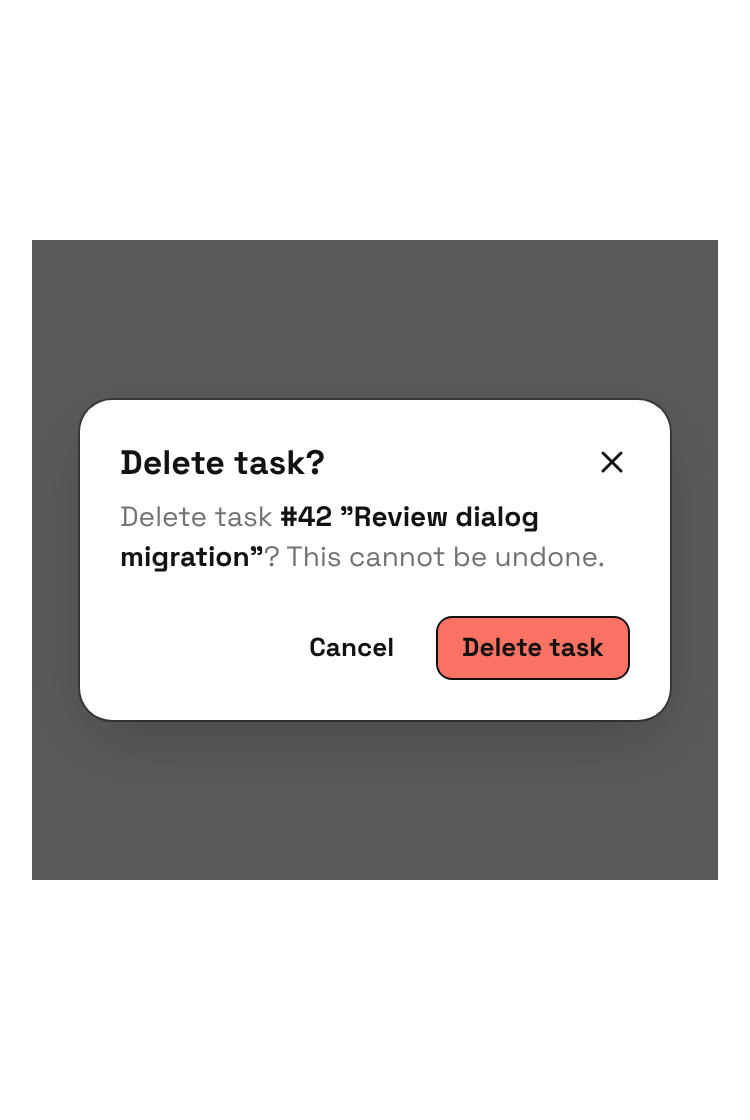 Delete task?
Delete task #42 ”Review dialog
migration”? This cannot be undone.
Cancel
Delete task